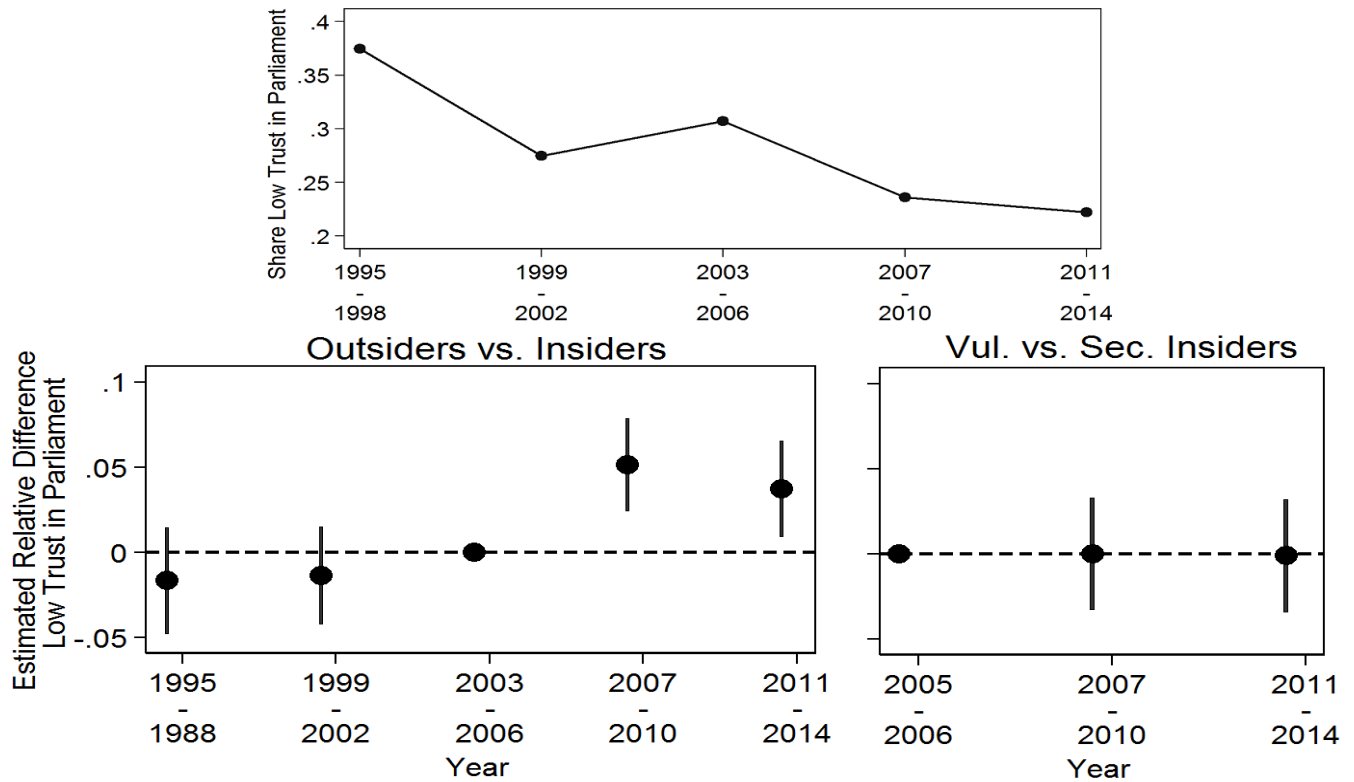 Share Low Trust in Parliament
.4
.35
.3
.25
.2
1995 - 1998
1999 - 2002
2003 - 2006
2007 - 2010
2011 - 2014
Outsiders vs. Insiders
Estimated Relative Difference
Low Trust in Parliament
.1
.05
0
-.05
1995 - 1988
1999 - 2002
2003 - 2006
2007 - 2010
2011 - 2014
Year
Vul. vs. Sec. Insiders
2005 - 2006
2007 - 2010
2011 - 2014
Year